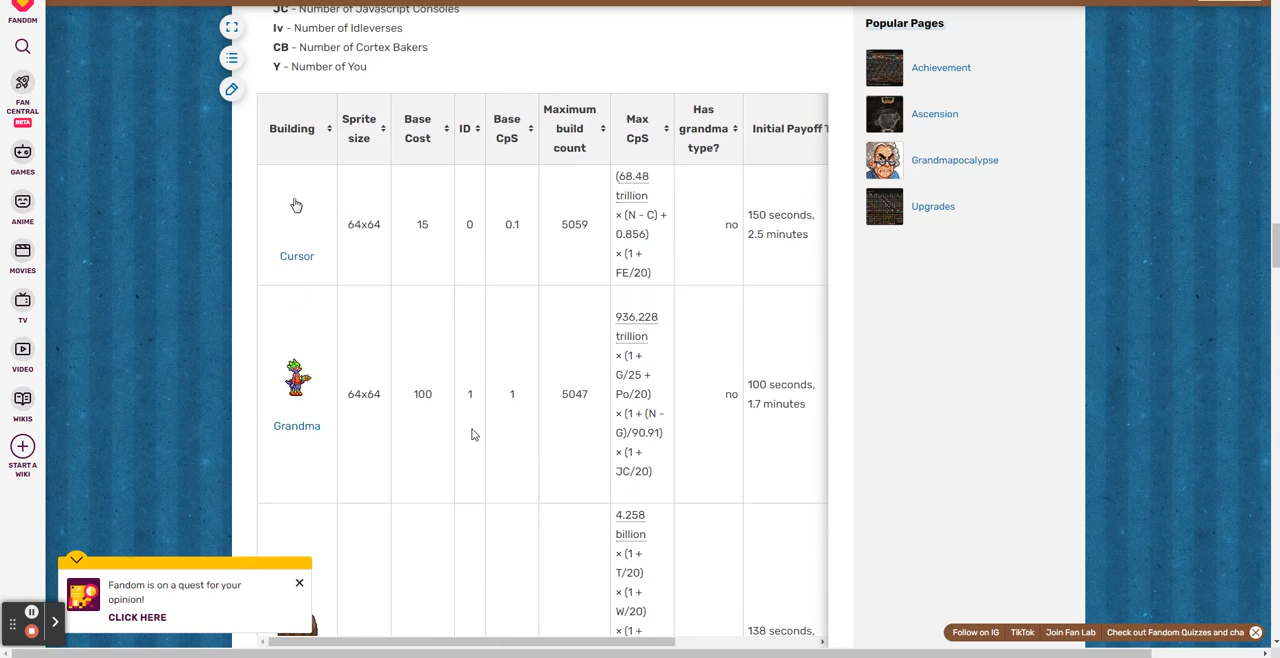 FANDOM
FAN
CENTRAL
BETA
GAMES
ANIME
MOVIES
TV
VIDEO
WIKIS
START A
WIKI
JC - Number of Javascript Consoles
Iv - Number of Idleverses
CB - Number of Cortex Bakers
Y - Number of You
Building
Sprite
size
Base
Cost
ID
Base
CpS
Maximum
build
count
Max
CpS
Has
grandma
type?
Initial Payoff T
Cursor
64x64
15
0
0.1
5059
(68.48
trillion
× (N - C) +
0.856)
× (1 +
FE/20)
no
150 seconds,
2.5 minutes
Grandma
64x64
100
1
1
5047
936,228
trillion
× (1 +
G/25 +
Po/20)
× (1 + (N -
G)/90.91)
× (1 +
JC/20)
no
100 seconds,
1.7 minutes
4.258
billion
× (1 +
T/20)
× (1 +
W/20)
× (1 +
138 seconds,
Popular Pages
Achievement
Ascension
Grandmapocalypse
Upgrades
Fandom is on a quest for your
opinion!
CLICK HERE
Follow on IG
TikTok
Join Fan Lab
Check out Fandom Quizzes and cha